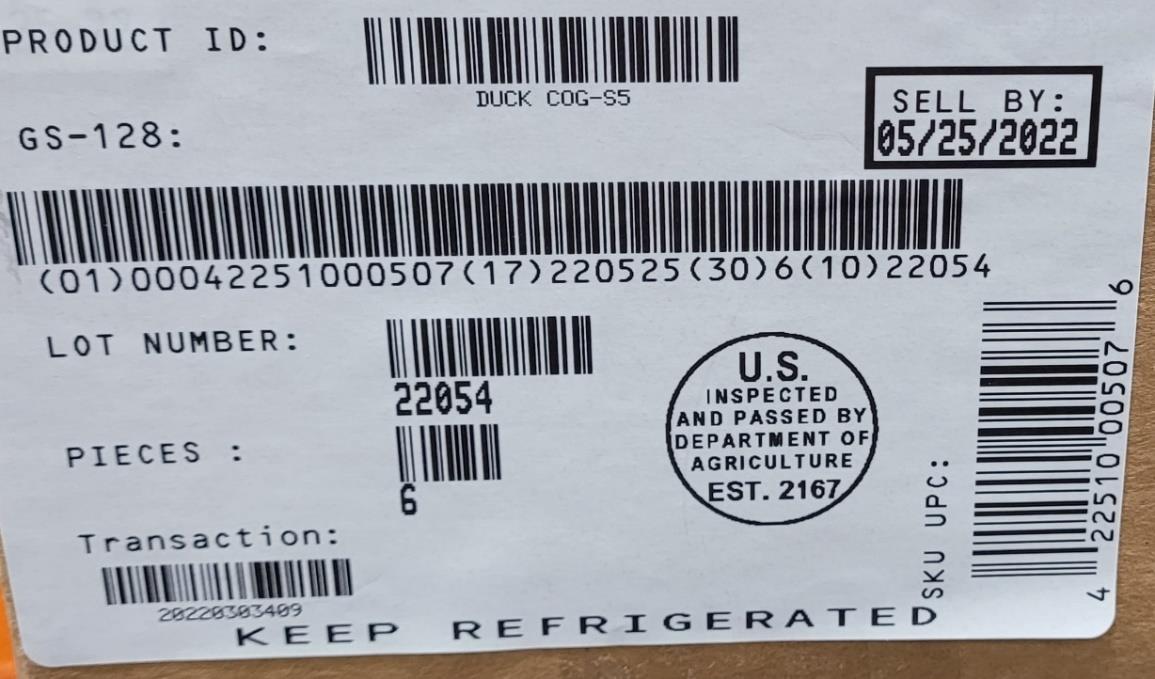 PRODUCT ID:
DUCK COG-S5
SELL BY:
05/25/2022
GS-128:
(01)00042251000507(17)220525(30)6(10)22054
LOT NUMBER:
22054
PIECES :
6
U.S.
INSPECTED
AND PASSED BY
DEPARTMENT OF
AGRICULTURE
EST. 2167
SKU UPC:
4 22510 00507 6
Transaction:
20220303409
KEEP REFRIGERATED